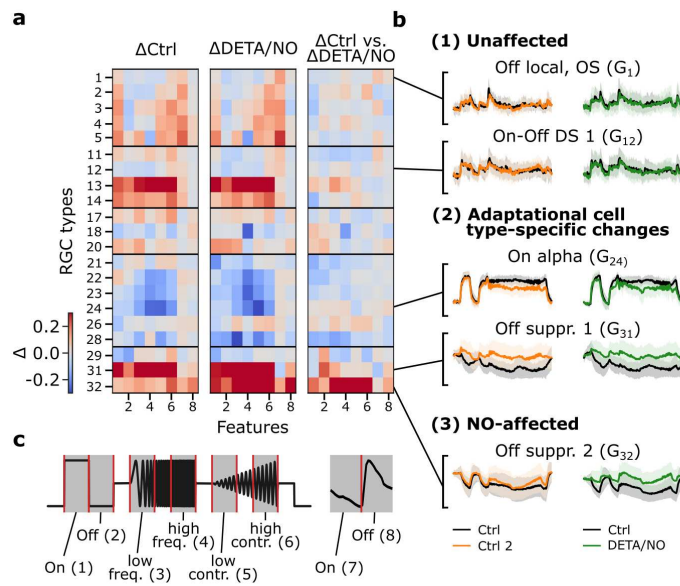 a
b
ΔCtrl
ΔDETA/NO
ΔCtrl vs.
ΔDETA/NO
RGC types
1
2
3
4
5
11
12
13
14
17
18
20
21
22
23
24
26
28
29
31
32
2 4 6 8
2 4 6 8
2 4 6 8
Features
Δ
0.2
0.0
-0.2
(1) Unaffected
Off local, OS (G1)
On-Off DS 1 (G12)
(2) Adaptational cell
type-specific changes
On alpha (G24)
Off suppr. 1 (G31)
(3) NO-affected
Off suppr. 2 (G32)
Ctrl
Ctrl 2
Ctrl
DETA/NO
c
On (1)
Off (2)
low
freq. (3)
high
freq. (4)
low
contr. (5)
high
contr. (6)
On (7)
Off (8)